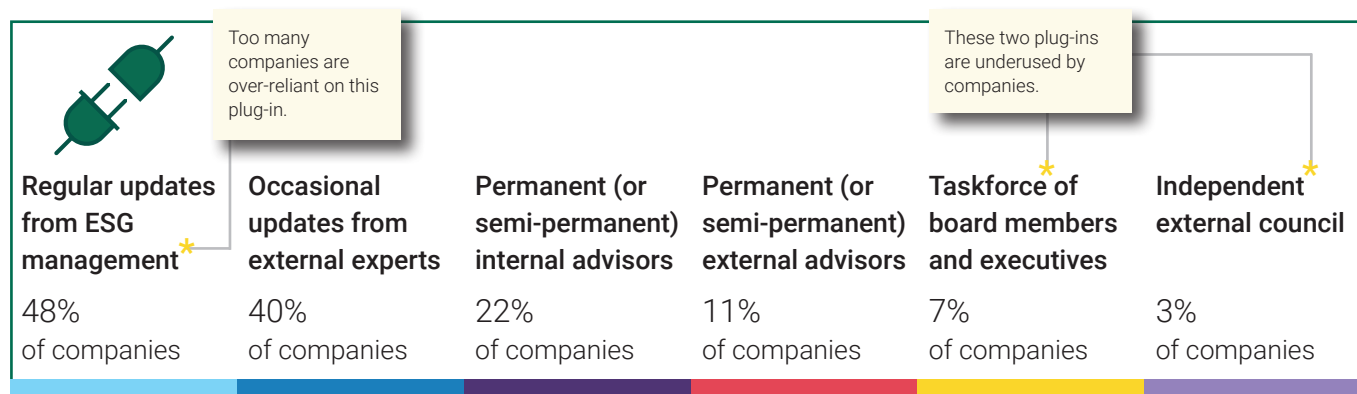 Too many
companies are
over-reliant on this
plug-in.
These two plug-ins
are underused by
companies.
Regular updates
from ESG
management*
48%
of companies
Occasional
updates from
external experts
40%
of companies
Permanent (or
semi-permanent)
internal advisors
22%
of companies
Permanent (or
semi-permanent)
external advisors
11%
of companies
Taskforce of*
board members
and executives
7%
of companies
Independent*
external council
3%
of companies